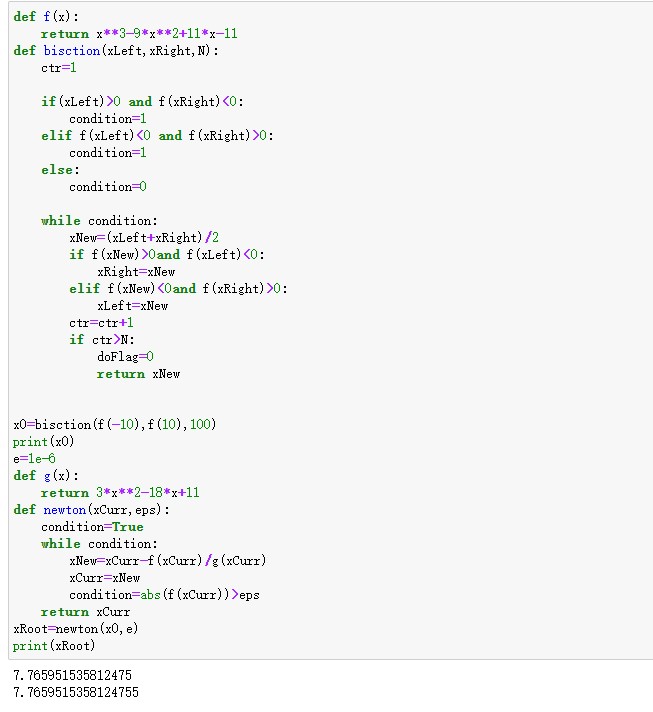 def f(x):
    return x**3-9*x**2+11*x-11
def bisction(xLeft,xRight,N):
    ctr=1

    if(xLeft)>0 and f(xRight)<0:
        condition=1
    elif f(xLeft)<0 and f(xRight)>0:
        condition=1
    else:
        condition=0

    while condition:
        xNew=(xLeft+xRight)/2
        if f(xNew)>0and f(xLeft)<0:
            xRight=xNew
        elif f(xNew)<0and f(xRight)>0:
            xLeft=xNew
        ctr=ctr+1
        if ctr>N:
            doFlag=0
            return xNew


x0=bisction(f(-10),f(10),100)
print(x0)
e=1e-6
def g(x):
    return 3*x**2-18*x+11
def newton(xCurr,eps):
    condition=True
    while condition:
        xNew=xCurr-f(xCurr)/g(xCurr)
        xCurr=xNew
        condition=abs(f(xCurr))>eps
    return xCurr
xRoot=newton(x0,e)
print(xRoot)
7.765951535812475
7.7659515358124755